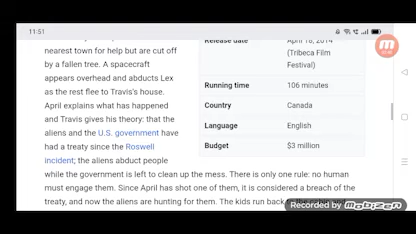 11:51
nearest town for help but are cut off
by a fallen tree. A spacecraft
appears overhead and abducts Lex
as the rest flee to Travis's house.
April explains what has happened
and Travis gives his theory: that the
aliens and the U.S. government have
had a treaty since the Roswell
incident; the aliens abduct people
while the government is left to clean up the mess. There is only one rule: no human
must engage them. Since April has shot one of them, it is considered a breach of the
treaty, and now the aliens are hunting for them. The kids run back to the
Release date April 18, 2014
(Tribeca Film
Festival)
Running time 106 minutes
Country Canada
Language English
Budget $3 million
Recorded by mobizen